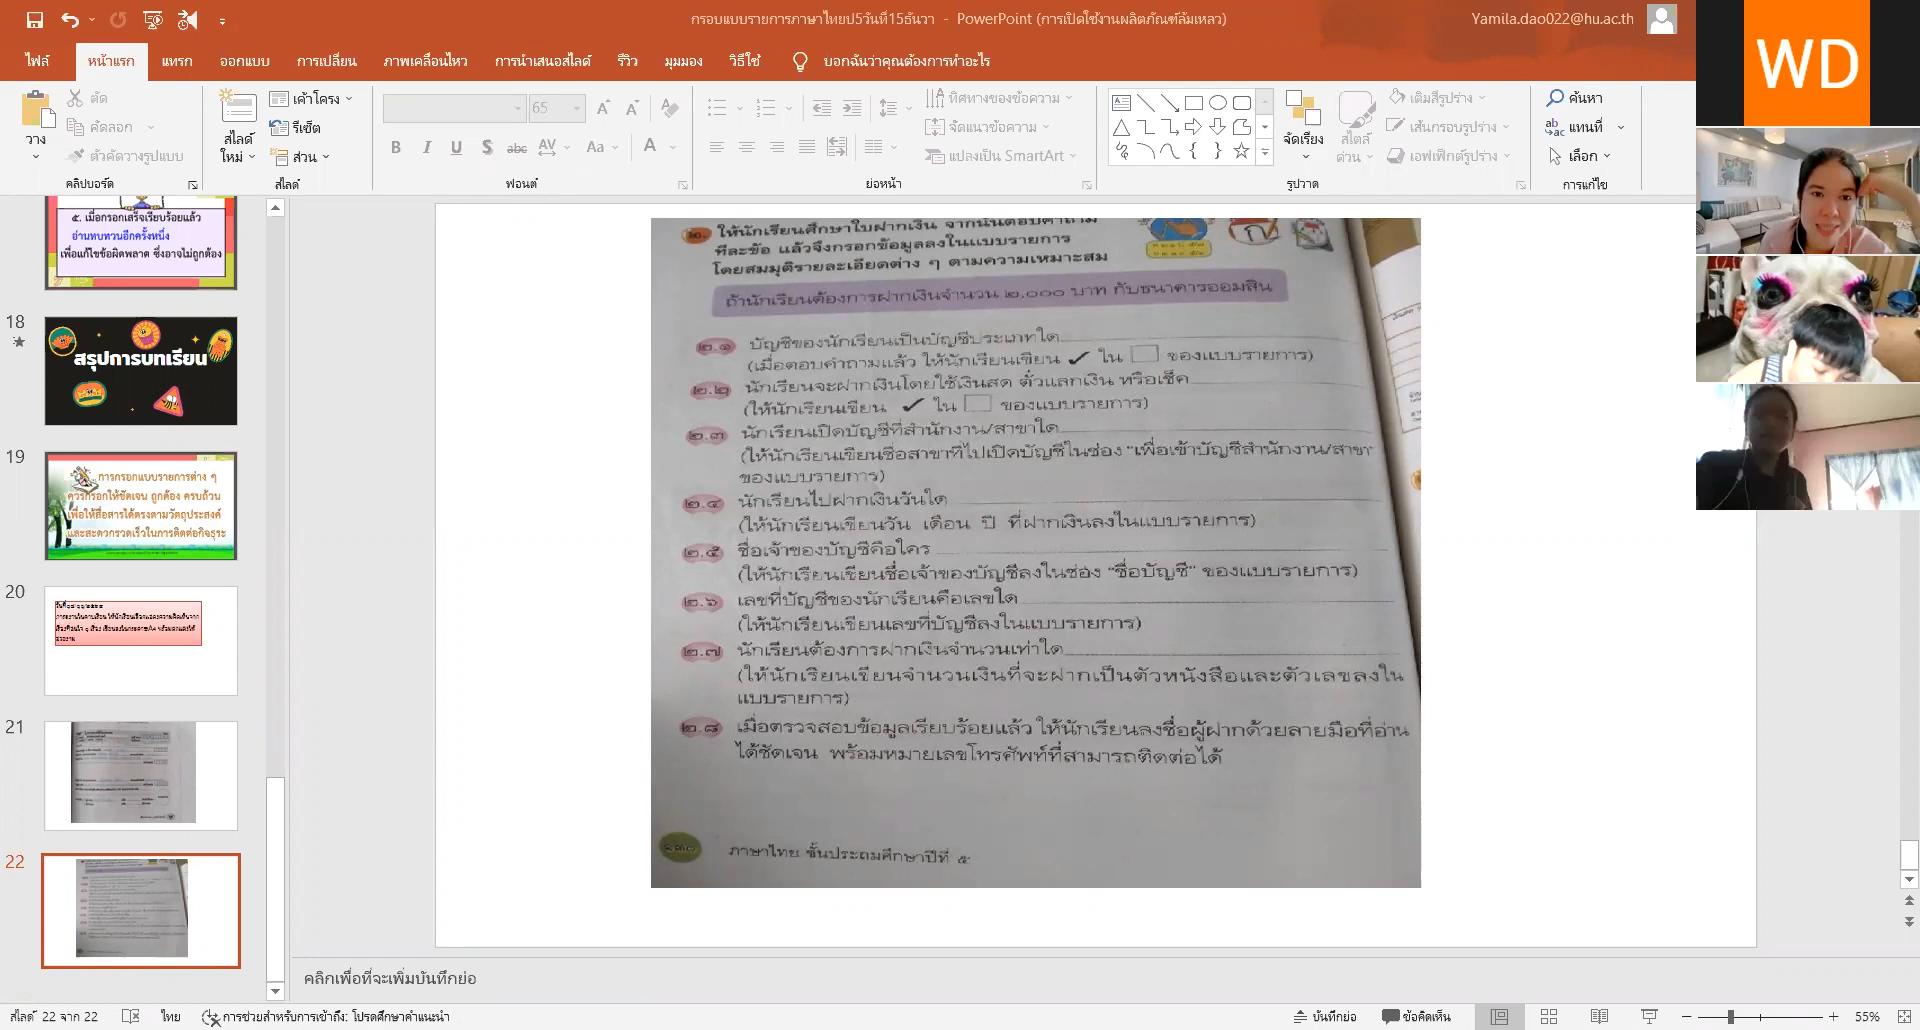 กรอบแบบรายการภาษาไทยป5วันที่15ธันวา - PowerPoint (การเปิดใช้งานผลิตภัณฑ์ล้มเหลว)
Yamila.dao022@hu.ac.th
ไฟล์ หน้าแรก แทรก ออกแบบ การเปลี่ยน ภาพเคลื่อนไหว การนำเสนอสไลด์ รีวิว มุมมอง วิธีใช้ บอกฉันว่าคุณต้องการทำอะไร
วาง
ตัด
คัดลอก
ตัวคัดวางรูปแบบ
คลิปบอร์ด
สไลด์ใหม่
เค้าโครง
รีเซ็ต
ส่วน
สไลด์
65
B I U S abc AV Aa A
ฟอนต์
ทิศทางของข้อความ
จัดแนวข้อความ
แปลงเป็น SmartArt
ย่อหน้า
จัดเรียง
สไตล์ด่วน
เติมสีรูปร่าง
เส้นกรอบรูปร่าง
เอฟเฟ็กต์รูปร่าง
รูปวาด
ค้นหา
แทนที่
เลือก
การแก้ไข
WD
๕. เมื่อกรอกเสร็จเรียบร้อยแล้ว
อ่านทบทวนอีกครั้งหนึ่ง
เพื่อแก้ไขข้อผิดพลาด ซึ่งอาจไม่ถูกต้อง
18
สรุปการบทเรียน
19
การกรอกแบบรายการต่าง ๆ
ควรกรอกให้ชัดเจน ถูกต้อง ครบถ้วน
เพื่อให้สื่อสารได้ตรงตามวัตถุประสงค์
และสะดวกรวดเร็วในการติดต่อกิจธุระ
20
21
22
๒. ให้นักเรียนศึกษาใบฝากเงิน จากนั้นตอบคำถาม
ทีละข้อ แล้วจึงกรอกข้อมูลลงในแบบรายการ
โดยสมมุติรายละเอียดต่าง ๆ ตามความเหมาะสม
ถ้านักเรียนต้องการฝากเงินจำนวน ๒,๐๐๐ บาท กับธนาคารออมสิน
๒.๑ บัญชีของนักเรียนเป็นบัญชีประเภทใด
(เมื่อตอบคำถามแล้ว ให้นักเรียนเขียน ✓ ใน □ ของแบบรายการ)
๒.๒ นักเรียนจะฝากเงินโดยใช้เงินสด ตั๋วแลกเงิน หรือเช็ค
(ให้นักเรียนเขียน ✓ ใน □ ของแบบรายการ)
๒.๓ นักเรียนเปิดบัญชีที่สำนักงาน/สาขาใด
(ให้นักเรียนเขียนชื่อสาขาที่ไปเปิดบัญชีในช่อง "เพื่อเข้าบัญชีสำนักงาน/สาขา"
ของแบบรายการ)
๒.๔ นักเรียนไปฝากเงินวันใด
(ให้นักเรียนเขียนวัน เดือน ปี ที่ฝากเงินลงในแบบรายการ)
๒.๕ ชื่อเจ้าของบัญชีคือใคร
(ให้นักเรียนเขียนชื่อเจ้าของบัญชีลงในช่อง "ชื่อบัญชี" ของแบบรายการ)
๒.๖ เลขที่บัญชีของนักเรียนคือเลขใด
(ให้นักเรียนเขียนเลขที่บัญชีลงในแบบรายการ)
๒.๗ นักเรียนต้องการฝากเงินจำนวนเท่าใด
(ให้นักเรียนเขียนจำนวนเงินที่จะฝากเป็นตัวหนังสือและตัวเลขลงใน
แบบรายการ)
๒.๘ เมื่อตรวจสอบข้อมูลเรียบร้อยแล้ว ให้นักเรียนลงชื่อผู้ฝากด้วยลายมือที่อ่าน
ได้ชัดเจน พร้อมหมายเลขโทรศัพท์ที่สามารถติดต่อได้
ภาษาไทย ชั้นประถมศึกษาปีที่ ๕
คลิกเพื่อที่จะเพิ่มบันทึกย่อ
สไลด์ 22 จาก 22 ไทย การช่วยสำหรับการเข้าถึง: โปรดศึกษาคำแนะนำ บันทึกย่อ ข้อคิดเห็น 55%